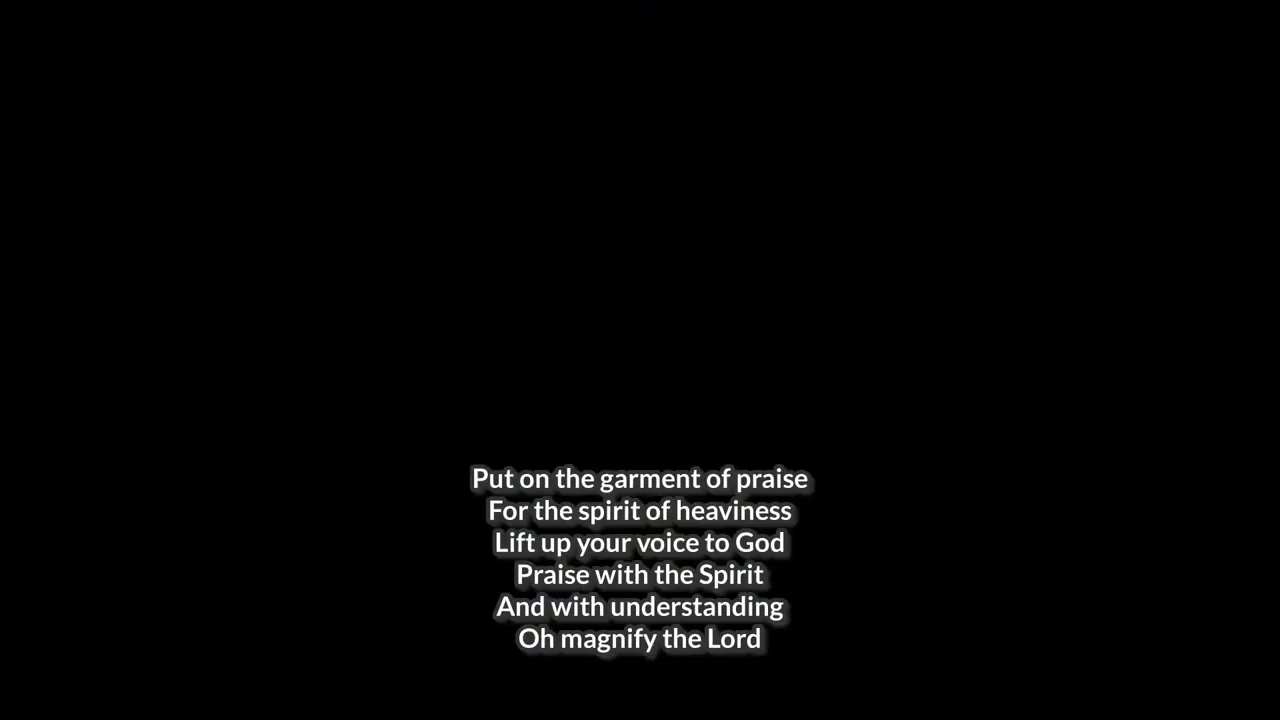 Put on the garment of praise
For the spirit of heaviness
Lift up your voice to God
Praise with the Spirit
And with understanding
Oh magnify the Lord